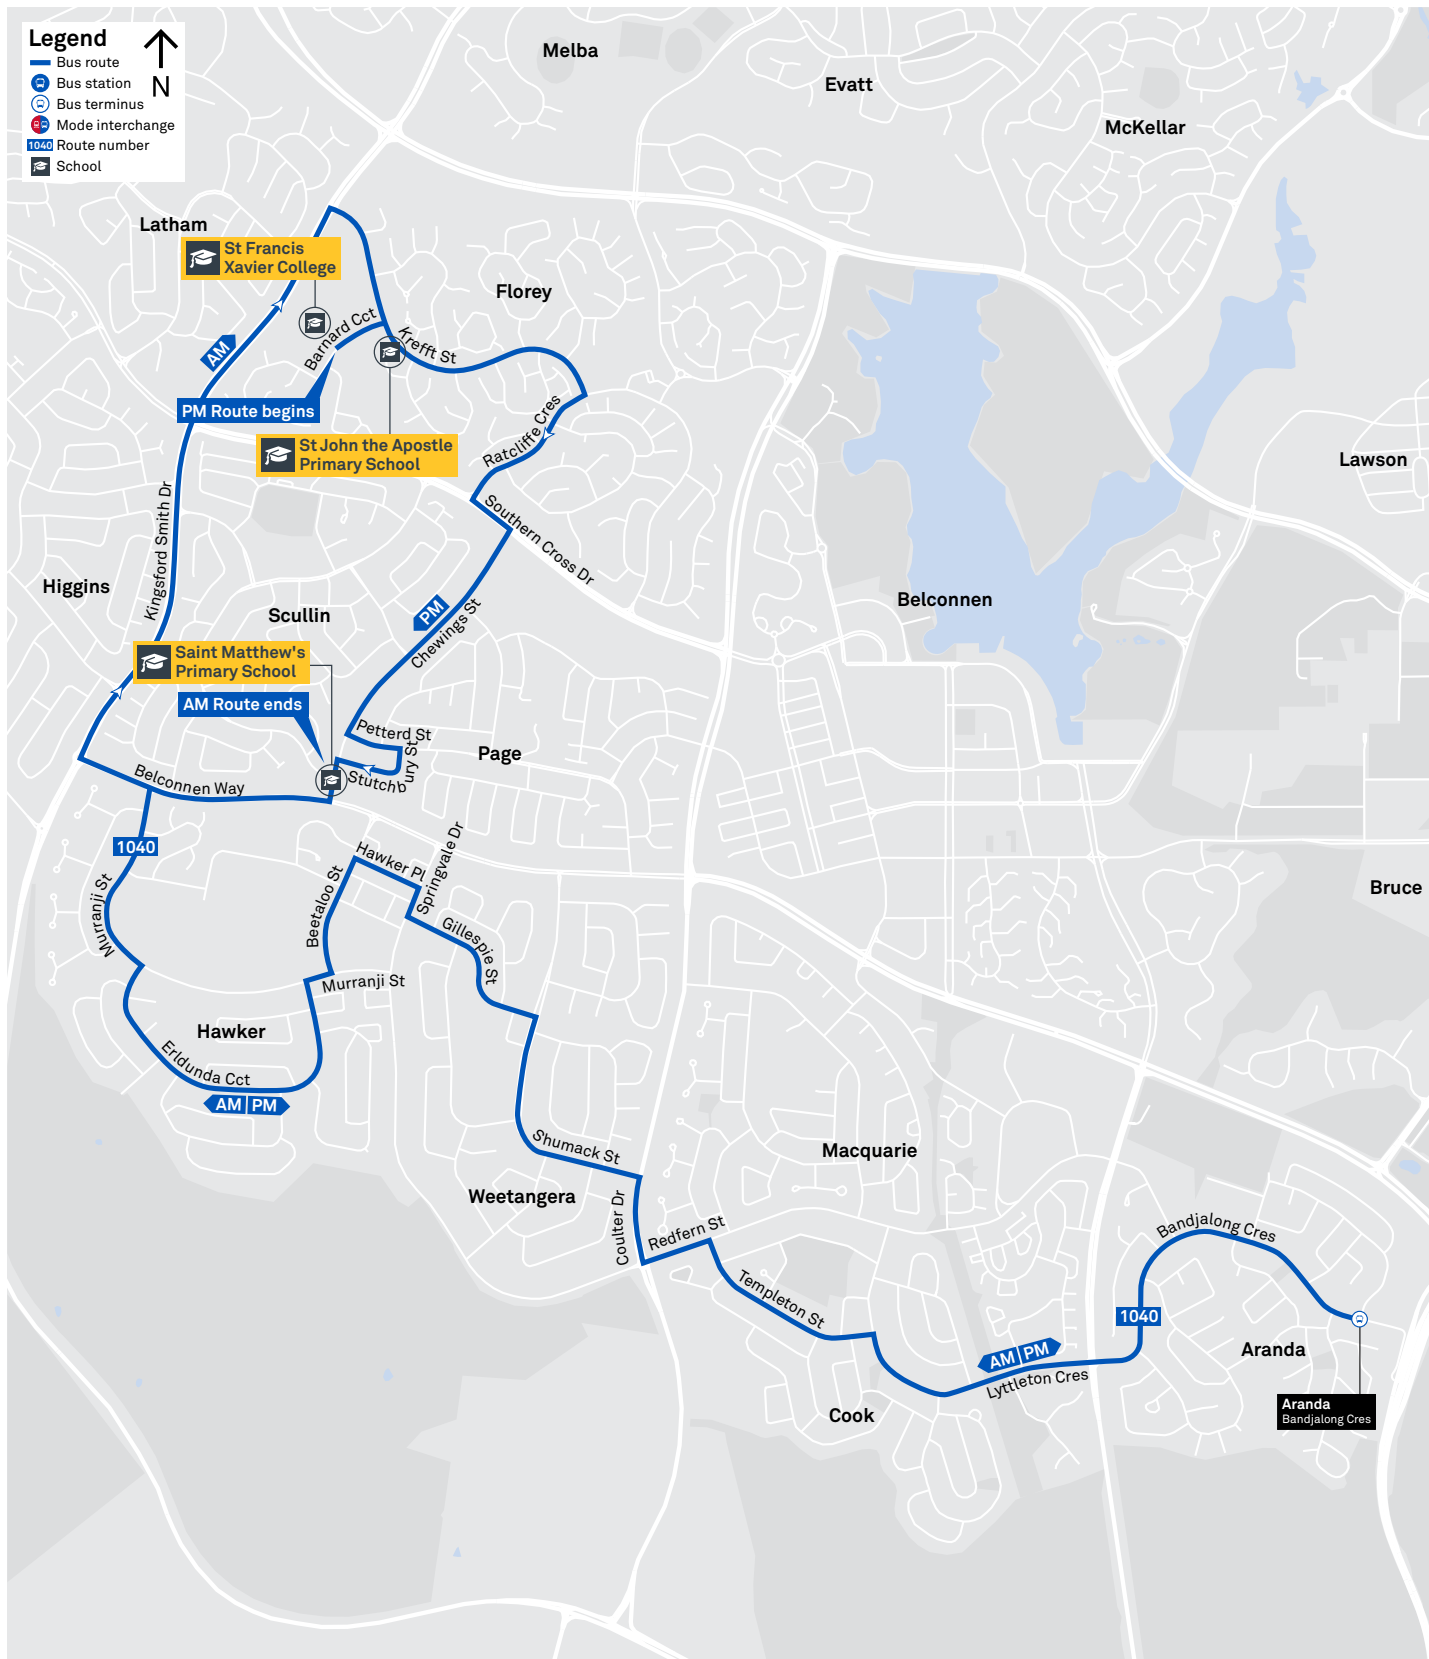 Legend
N
Bus route
Bus station
Bus terminus
Mode interchange
1040 Route number
School
Melba
Evatt
McKellar
Latham
St Francis
Xavier College
Florey
Barnard Cct
Krefft St
AM
PM Route begins
Ratcliffe Cres
St John the Apostle
Primary School
Lawson
Southern Cross Dr
Kingsford Smith Dr
Higgins
Scullin
PM
Chewings St
Belconnen
Saint Matthew's
Primary School
AM Route ends
Petterd St
Page
Stutchbury St
Belconnen Way
1040
Hawker Pl
Springvale Dr
Beetaloo St
Murranji St
Bruce
Gillespie St
Murranji St
Hawker
Erldunda Cct
AM PM
Shumack St
Macquarie
Weetangera
Coulter Dr
Redfern St
Bandjalong Cres
Templeton St
1040
AM PM
Aranda
Lyttleton Cres
Cook
Aranda
Bandjalong Cres